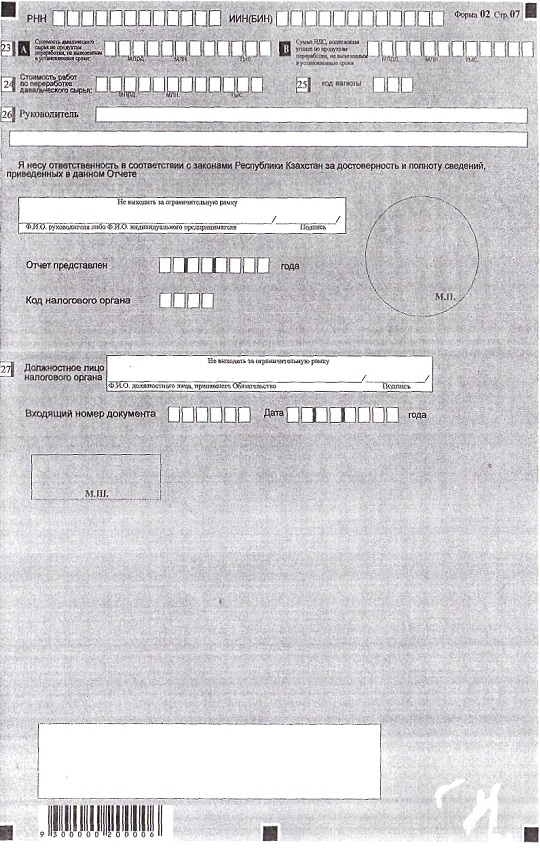 РНН ИИН(БИН) Форма 02 Стр. 07
23 А Стоимость давальческого
сырья по продуктам
переработки, не вывезенным
в установленные сроки:
млрд. млн. тыс.
В Сумма НДС, подлежащая
уплате по продуктам
переработки, не вывезенным
в установленные сроки
млрд. млн. тыс.
24 Стоимость работ
по переработке
давальческого сырья:
млрд. млн. тыс.
25 код валюты
26 Руководитель
Я несу ответственность в соответствии с законами Республики Кзахстан за достоверность и полноту сведений,
приведенных в данном Отчете
Не выходить за ограничительную рамку
/ /
Ф.И.О. руководителя либо Ф.И.О. индивидуального предпринимателя Подпись
Отчет представлен года
Код налогового органа
М.П.
27 Должностное лицо
налогового органа
Не выходить за ограничительную рамку
/ /
Ф.И.О. должностного лица, принявшего Обязательство Подпись
Входящий номер документа Дата года
М.Ш.
9 300000 200006